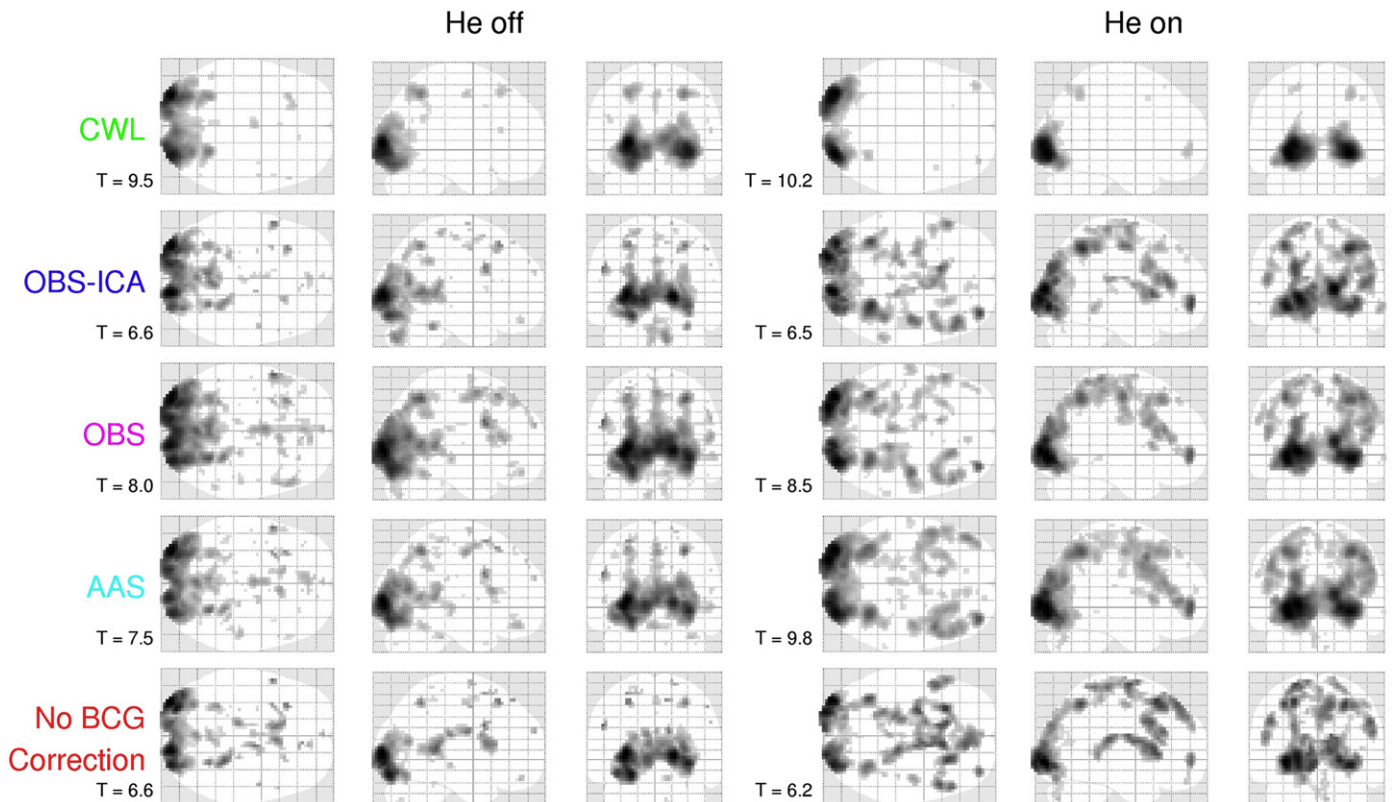 He off
He on
CWL
T = 9.5
T = 10.2
OBS-ICA
T = 6.6
T = 6.5
OBS
T = 8.0
T = 8.5
AAS
T = 7.5
T = 9.8
No BCG
Correction
T = 6.6
T = 6.2